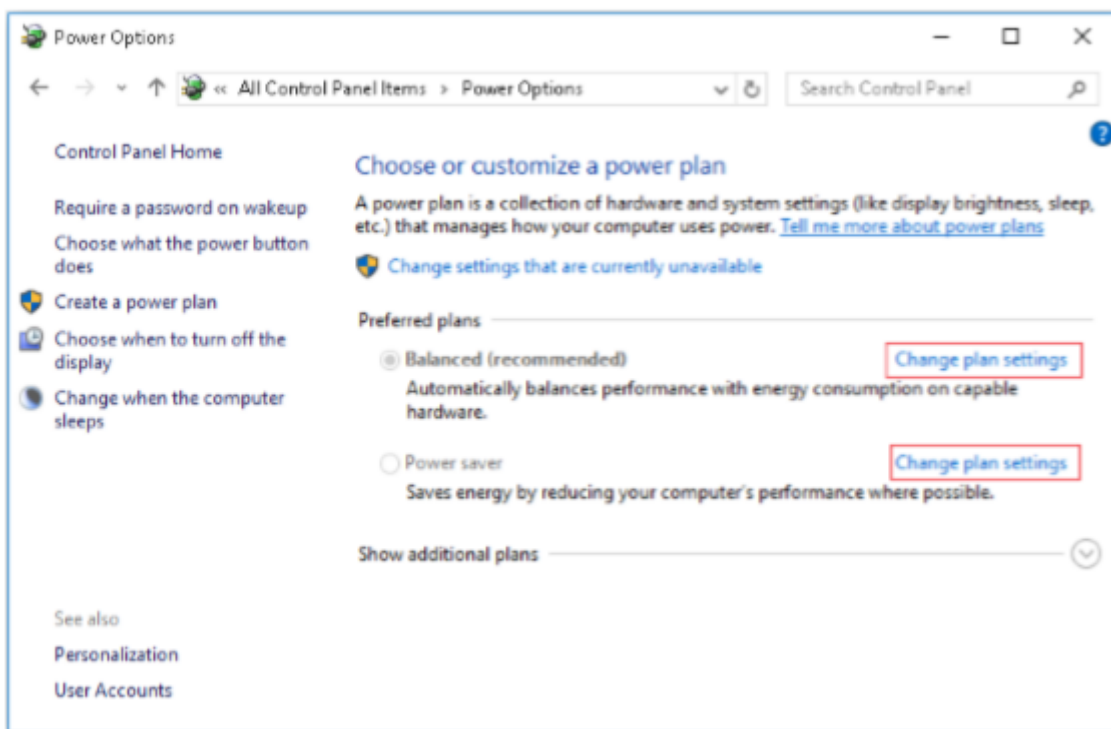 Power Options
« All Control Panel Items > Power Options
Search Control Panel
Control Panel Home
Require a password on wakeup
Choose what the power button
does
Create a power plan
Choose when to turn off the
display
Change when the computer
sleeps
See also
Personalization
User Accounts
?
Choose or customize a power plan
A power plan is a collection of hardware and system settings (like display brightness, sleep,
etc.) that manages how your computer uses power. Tell me more about power plans
Change settings that are currently unavailable
Preferred plans
Balanced (recommended) Change plan settings
Automatically balances performance with energy consumption on capable
hardware.
Power saver Change plan settings
Saves energy by reducing your computer's performance where possible.
Show additional plans